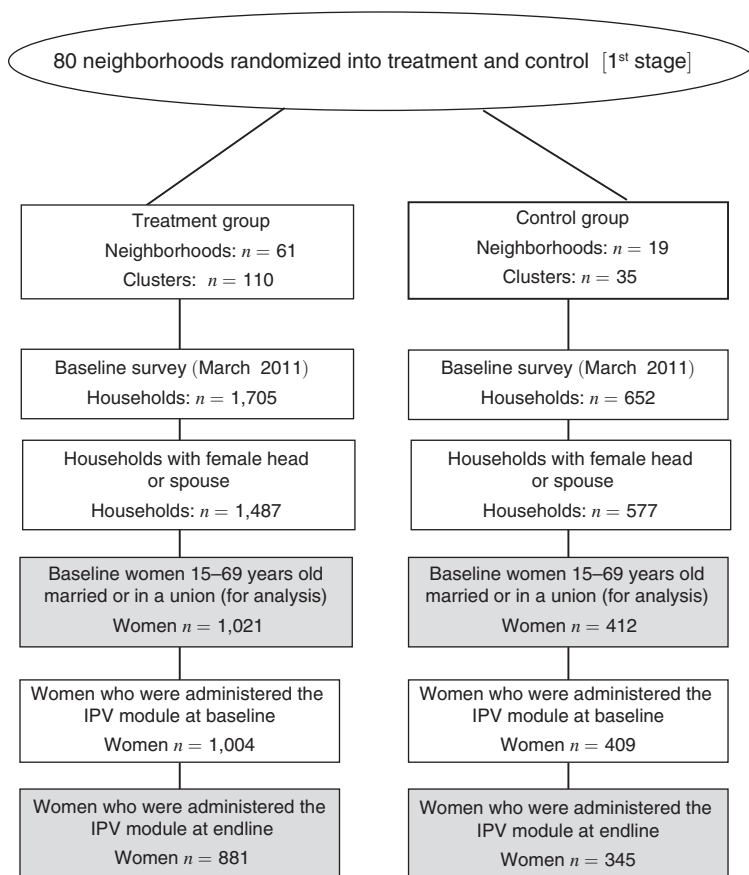 80 neighborhoods randomized into treatment and control [1st stage]
Treatment group
Neighborhoods: n = 61
Clusters: n = 110
Control group
Neighborhoods: n = 19
Clusters: n = 35
Baseline survey (March 2011)
Households: n = 1,705
Baseline survey (March 2011)
Households: n = 652
Households with female head
or spouse
Households: n = 1,487
Households with female head
or spouse
Households: n = 577
Baseline women 15–69 years old
married or in a union (for analysis)
Women n = 1,021
Baseline women 15–69 years old
married or in a union (for analysis)
Women n = 412
Women who were administered the
IPV module at baseline
Women n = 1,004
Women who were administered the
IPV module at baseline
Women n = 409
Women who were administered the
IPV module at endline
Women n = 881
Women who were administered the
IPV module at endline
Women n = 345